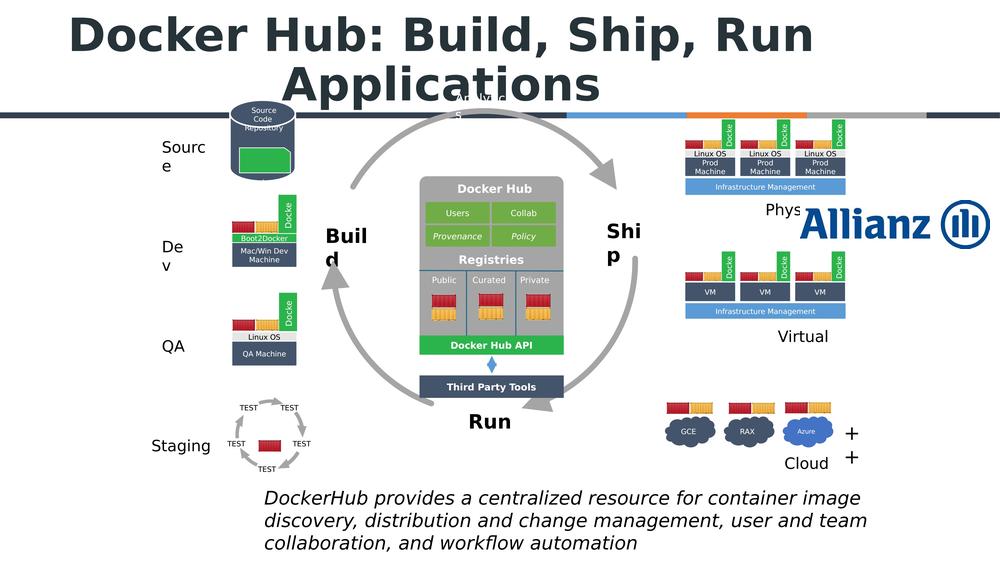 Docker Hub: Build, Ship, Run
Applications
Source
Code
Repository
Sourc
e
De
v
Docke
Boot2Docker
Mac/Win Dev
Machine
QA
Docke
Linux OS
QA Machine
Staging
TEST
TEST
TEST
TEST
TEST
Buil
d
Shi
p
Run
Docker Hub
Users
Collab
Provenance
Policy
Registries
Public
Curated
Private
Docker Hub API
Third Party Tools
Docke
Docke
Docke
Linux OS
Linux OS
Linux OS
Prod
Machine
Prod
Machine
Prod
Machine
Infrastructure Management
Phys
Allianz
Docke
Docke
Docke
VM
VM
VM
Infrastructure Management
Virtual
GCE
RAX
Azure
+
+
Cloud
DockerHub provides a centralized resource for container image
discovery, distribution and change management, user and team
collaboration, and workflow automation